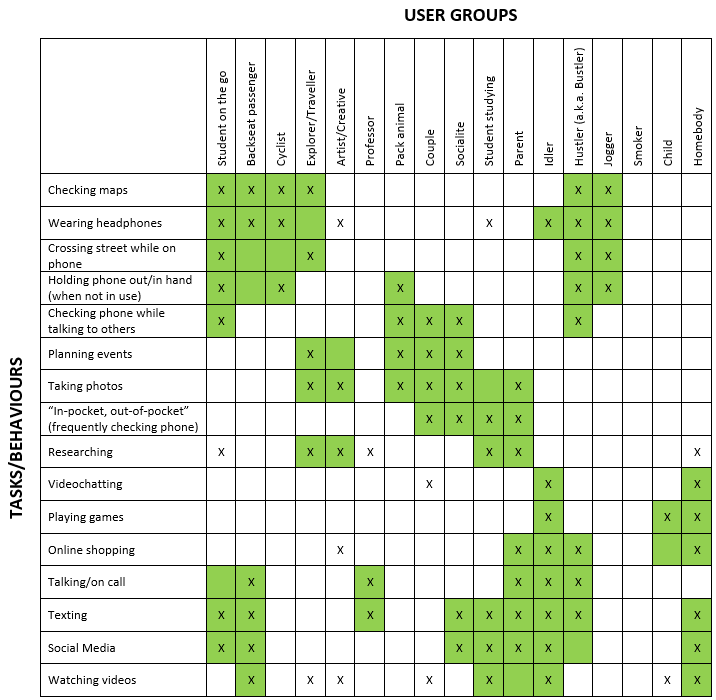 USER GROUPS
Student on the go
Backseat passenger
Cyclist
Explorer/Traveller
Artist/Creative
Professor
Pack animal
Couple
Socialite
Student studying
Parent
Idler
Hustler (a.k.a. Bustler)
Jogger
Smoker
Child
Homebody
TASKS/BEHAVIOURS
Checking maps X X X X X X
Wearing headphones X X X X X X X X
Crossing street while on
phone X X X X
Holding phone out/in hand
(when not in use) X X X X X
Checking phone while
talking to others X X X X X
Planning events X X X X
Taking photos X X X X X X
“In-pocket, out-of-pocket”
(frequently checking phone) X X X X
Researching X X X X X X X
Videochatting X X X
Playing games X X X
Online shopping X X X X X
Talking/on call X X X X X
Texting X X X X X X X X X
Social Media X X X X X X X
Watching videos X X X X X X X X